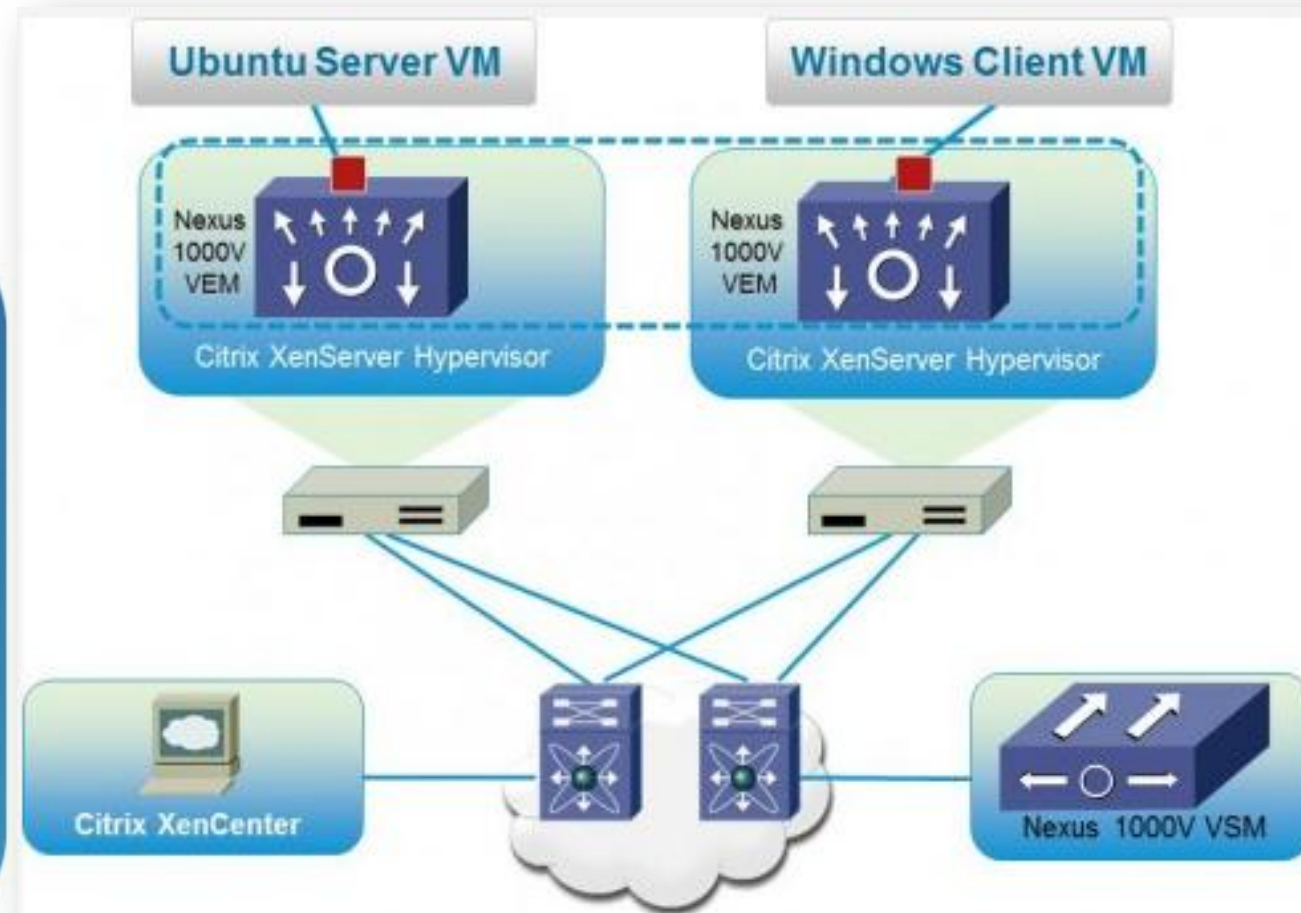 Ubuntu Server VM
Windows Client VM
Nexus
1000V
VEM
Citrix XenServer Hypervisor
Nexus
1000V
VEM
Citrix XenServer Hypervisor
Citrix XenCenter
Nexus 1000V VSM